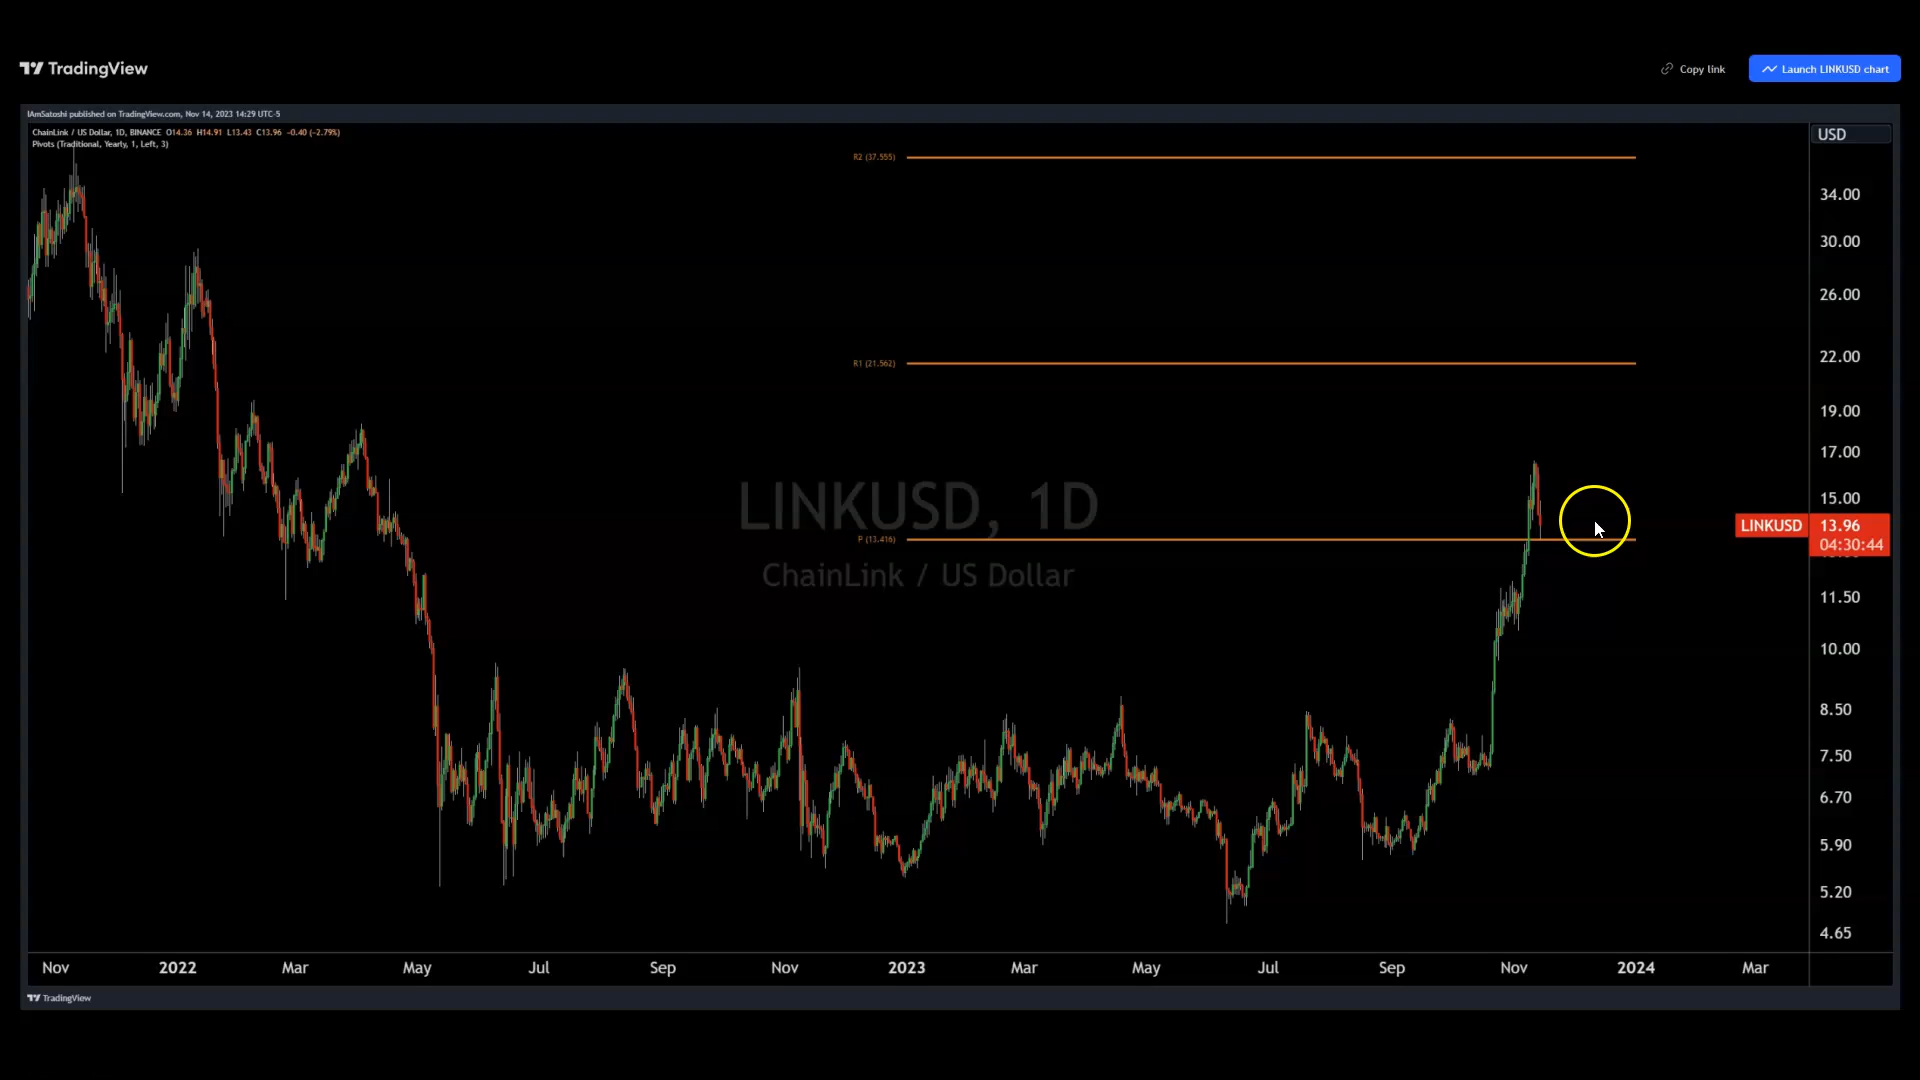 TradingView
Copy link
Launch LINKUSD chart
IAmSatoshi published on TradingView.com, Nov 14, 2023 14:29 UTC-5
ChainLink / US Dollar, 1D, BINANCE O14.36 H14.91 L13.43 C13.96 -0.40 (-2.79%)
Pivots (Traditional, Yearly, 1, Left, 3)
USD
R2 (37.555)
34.00
30.00
26.00
22.00
R1 (21.562)
19.00
17.00
15.00
LINKUSD, 1D
LINKUSD 13.96
04:30:44
P (13.416)
ChainLink / US Dollar
11.50
10.00
8.50
7.50
6.70
5.90
5.20
4.65
Nov 2022 Mar May Jul Sep Nov 2023 Mar May Jul Sep Nov 2024 Mar
TradingView